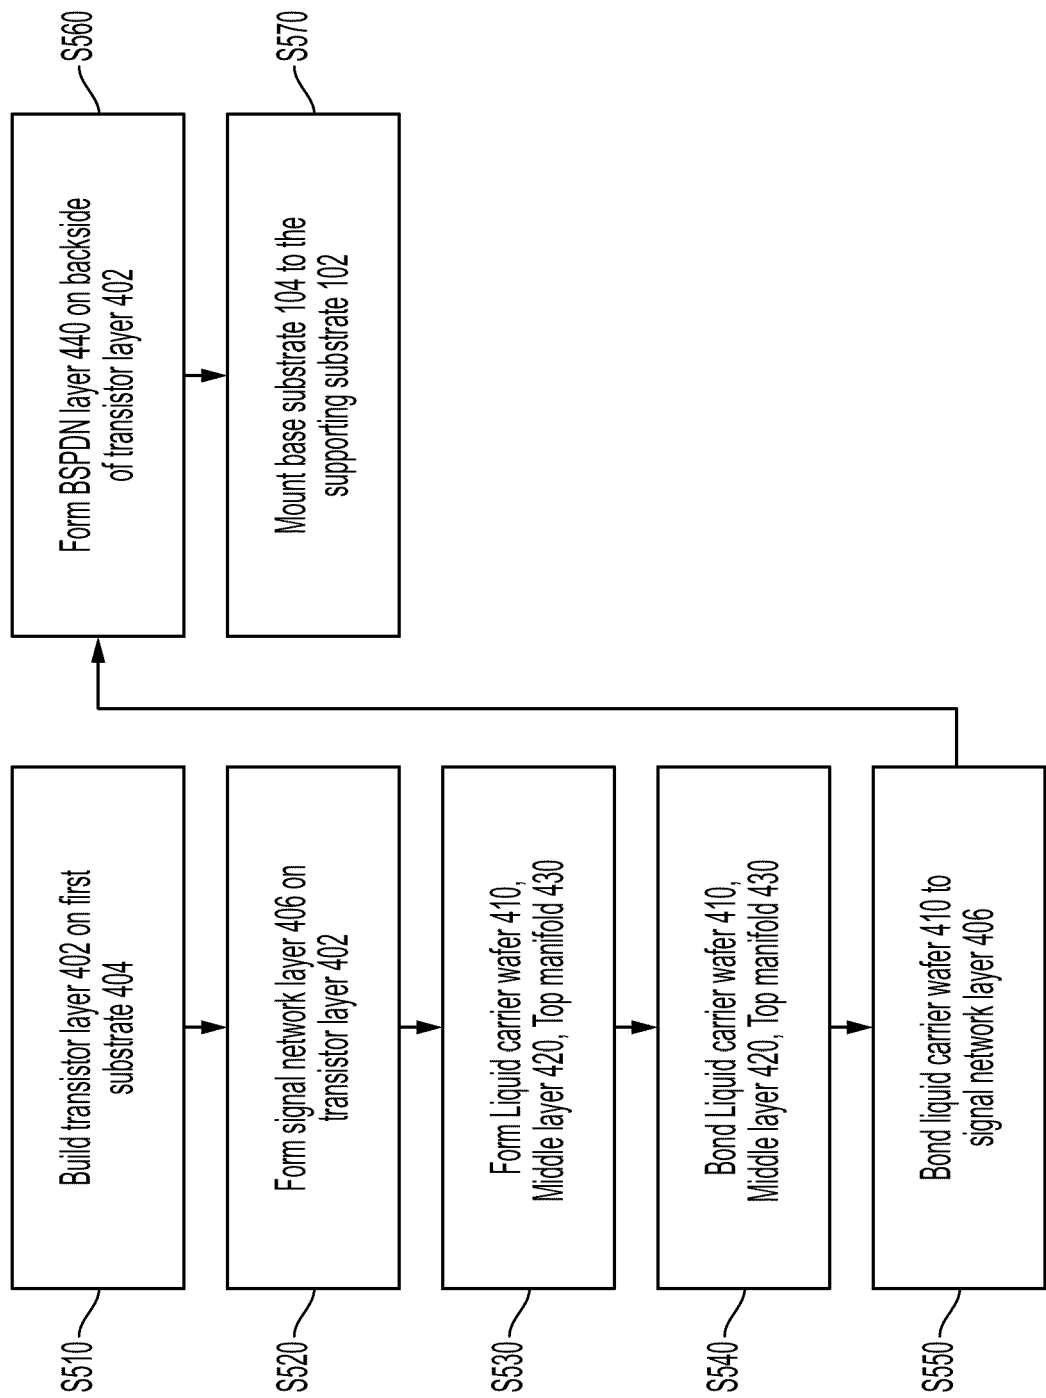 S510
Build transistor layer 402 on first
substrate 404
S520
Form signal network layer 406 on
transistor layer 402
S530
Form Liquid carrier wafer 410,
Middle layer 420, Top manifold 430
S540
Bond Liquid carrier wafer 410,
Middle layer 420, Top manifold 430
S550
Bond liquid carrier wafer 410 to
signal network layer 406
S560
Form BSPDN layer 440 on backside
of transistor layer 402
S570
Mount base substrate 104 to the
supporting substrate 102